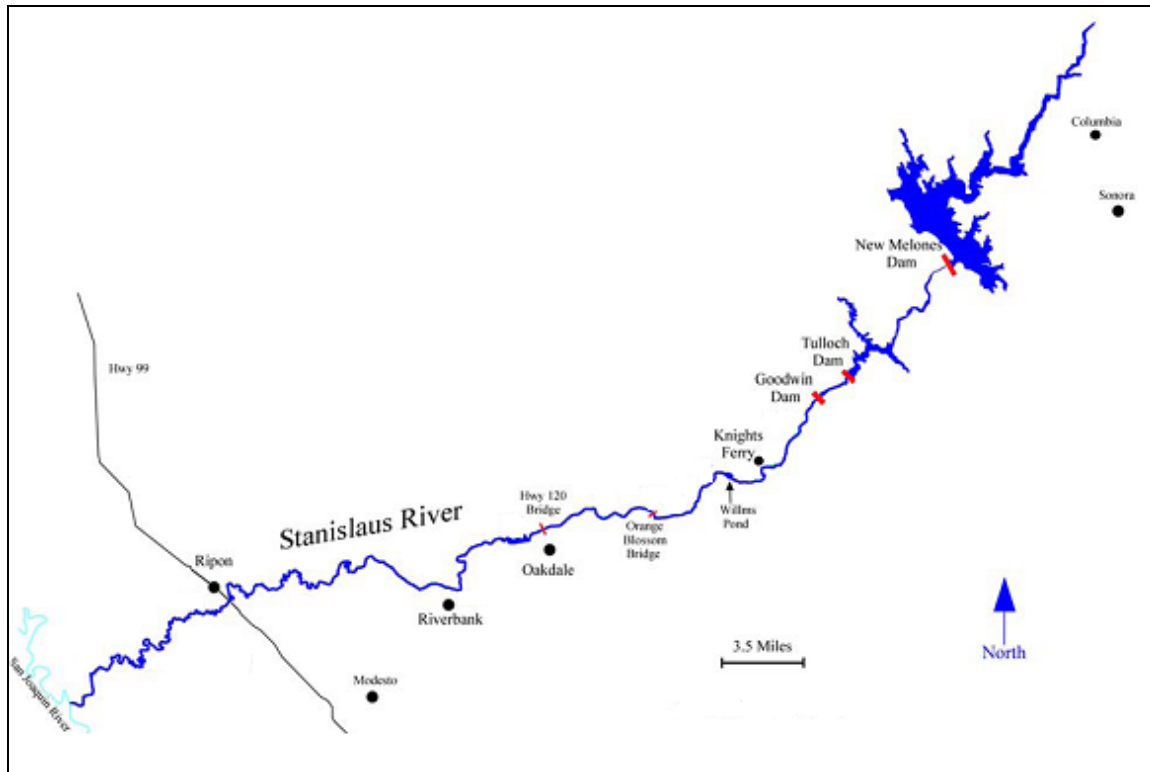 Columbia
Sonora
New Melones
Dam
Hwy 99
Tulloch
Dam
Goodwin
Dam
Knights
Ferry
Willms
Pond
Hwy 120
Bridge
Orange
Blossom
Bridge
Stanislaus River
Oakdale
Ripon
Riverbank
3.5 Miles
North
San Joaquin River
Modesto